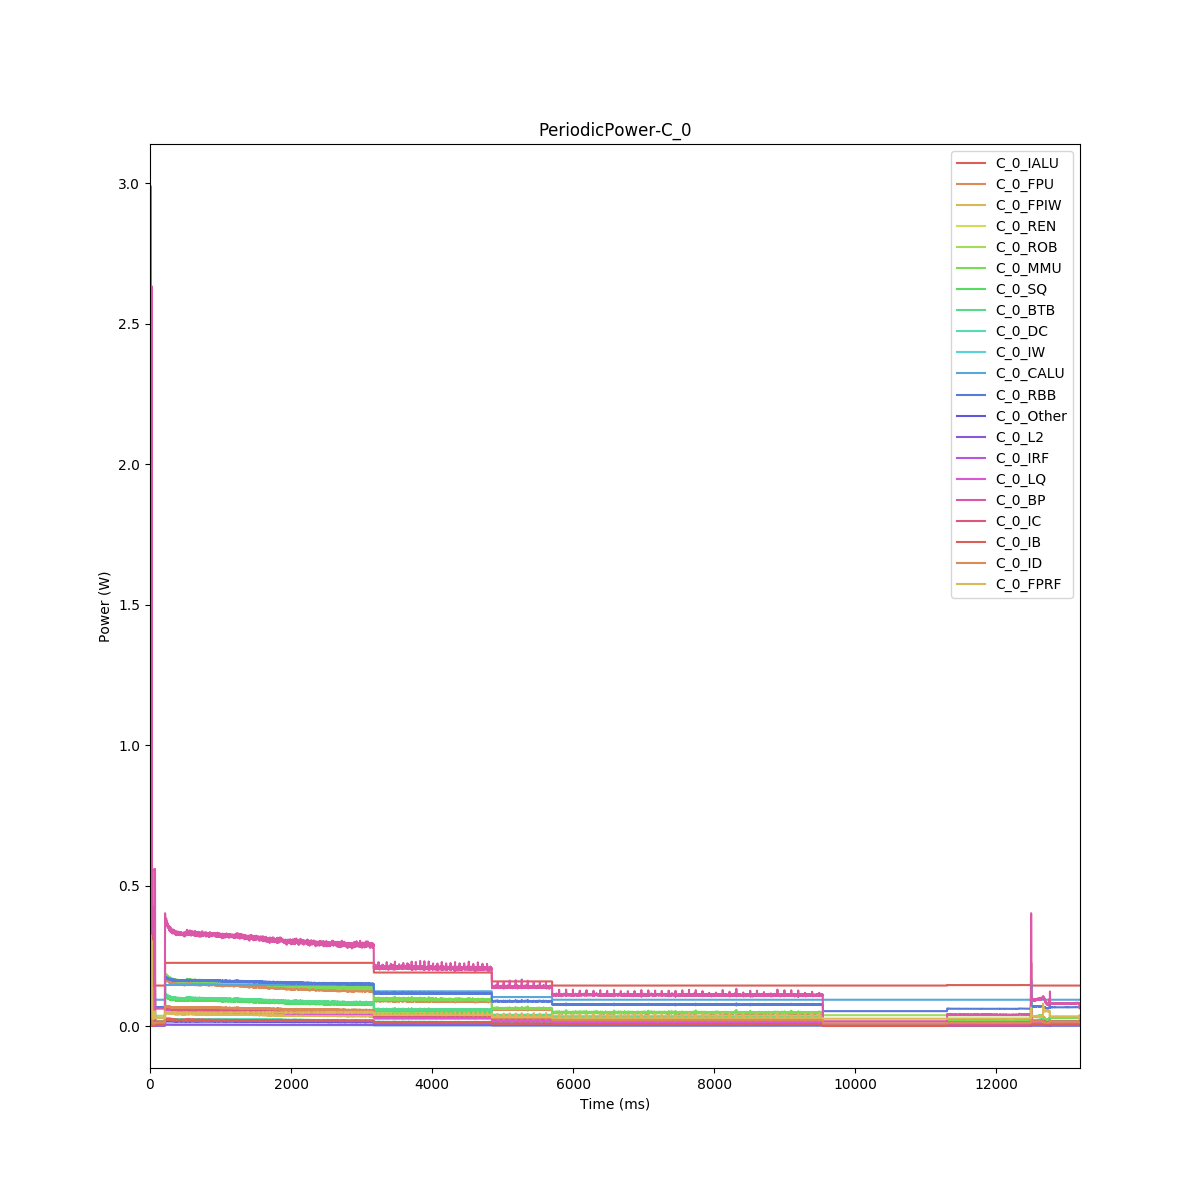 PeriodicPower-C_0
3.0
2.5
2.0
1.5
1.0
0.5
0.0
Power (W)
0 2000 4000 6000 8000 10000 12000
Time (ms)
C_0_IALU
C_0_FPU
C_0_FPIW
C_0_REN
C_0_ROB
C_0_MMU
C_0_SQ
C_0_BTB
C_0_DC
C_0_IW
C_0_CALU
C_0_RBB
C_0_Other
C_0_L2
C_0_IRF
C_0_LQ
C_0_BP
C_0_IC
C_0_IB
C_0_ID
C_0_FPRF